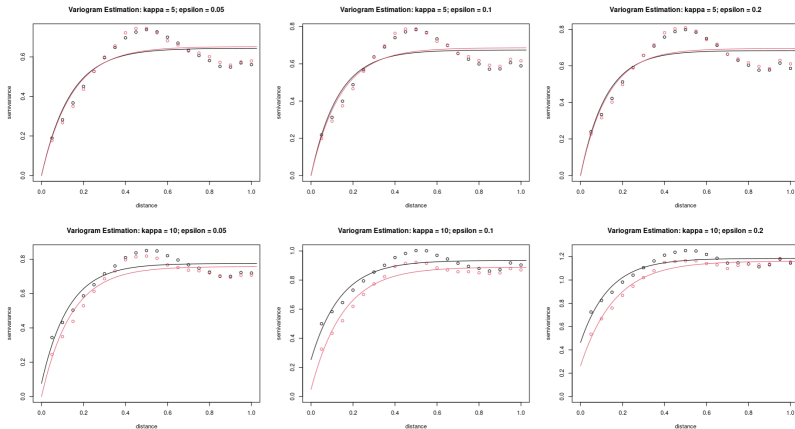 Variogram Estimation: kappa = 5; epsilon = 0.05
Variogram Estimation: kappa = 5; epsilon = 0.1
Variogram Estimation: kappa = 5; epsilon = 0.2
semivariance
0.0 0.2 0.4 0.6
0.0 0.2 0.4 0.6 0.8 1.0
distance
semivariance
0.0 0.2 0.4 0.6 0.8
0.0 0.2 0.4 0.6 0.8 1.0
distance
semivariance
0.0 0.2 0.4 0.6 0.8
0.0 0.2 0.4 0.6 0.8 1.0
distance
Variogram Estimation: kappa = 10; epsilon = 0.05
Variogram Estimation: kappa = 10; epsilon = 0.1
Variogram Estimation: kappa = 10; epsilon = 0.2
semivariance
0.0 0.2 0.4 0.6 0.8
0.0 0.2 0.4 0.6 0.8 1.0
distance
semivariance
0.0 0.2 0.4 0.6 0.8 1.0
0.0 0.2 0.4 0.6 0.8 1.0
distance
semivariance
0.0 0.2 0.4 0.6 0.8 1.0 1.2
0.0 0.2 0.4 0.6 0.8 1.0
distance